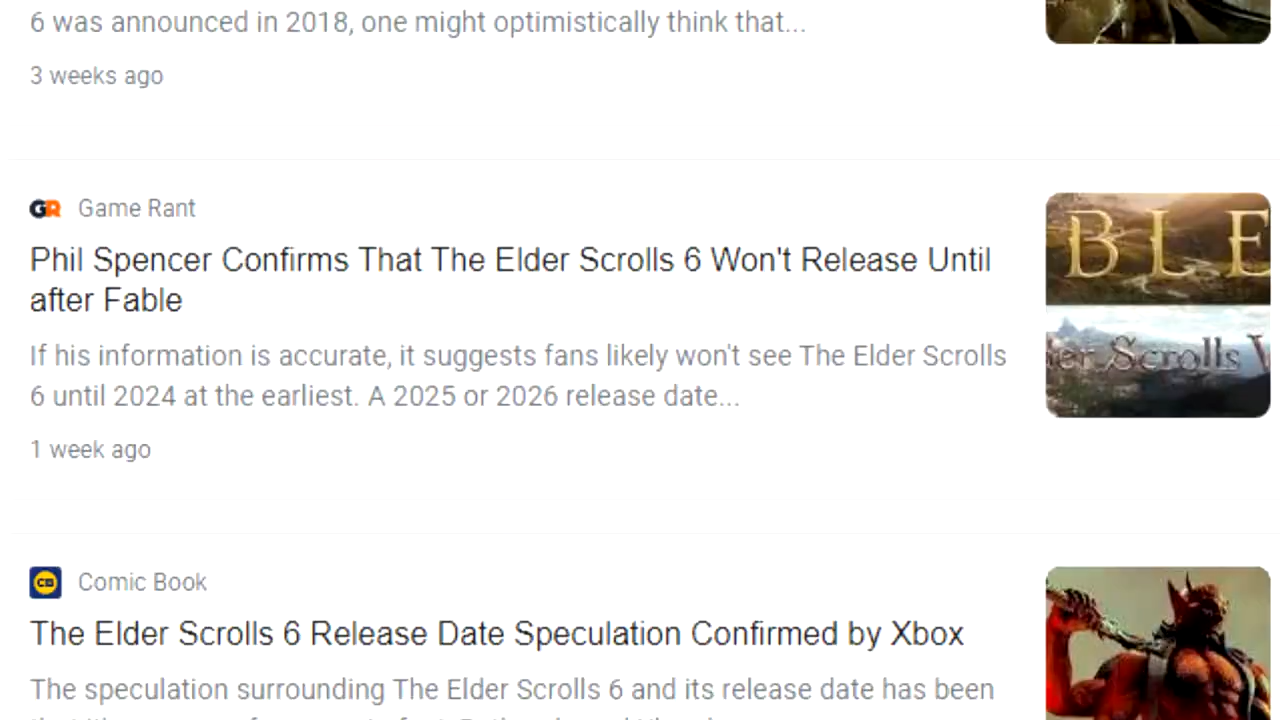 6 was announced in 2018, one might optimistically think that...
3 weeks ago
GR Game Rant
Phil Spencer Confirms That The Elder Scrolls 6 Won't Release Until
after Fable
If his information is accurate, it suggests fans likely won't see The Elder Scrolls
6 until 2024 at the earliest. A 2025 or 2026 release date...
1 week ago
BLE
er Scrolls V
CB Comic Book
The Elder Scrolls 6 Release Date Speculation Confirmed by Xbox
The speculation surrounding The Elder Scrolls 6 and its release date has been